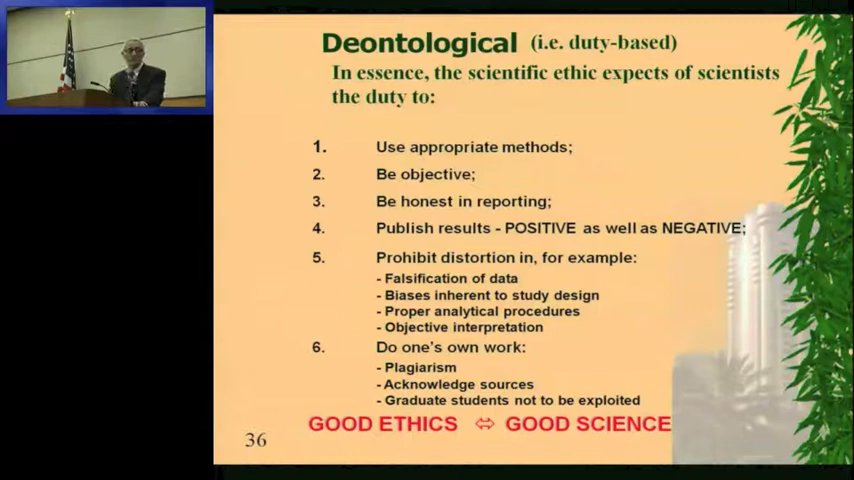 Deontological (i.e. duty-based)
In essence, the scientific ethic expects of scientists
the duty to:
1. Use appropriate methods;
2. Be objective;
3. Be honest in reporting;
4. Publish results - POSITIVE as well as NEGATIVE;
5. Prohibit distortion in, for example:
- Falsification of data
- Biases inherent to study design
- Proper analytical procedures
- Objective interpretation
6. Do one's own work:
- Plagiarism
- Acknowledge sources
- Graduate students not to be exploited
GOOD ETHICS ⇔ GOOD SCIENCE
36